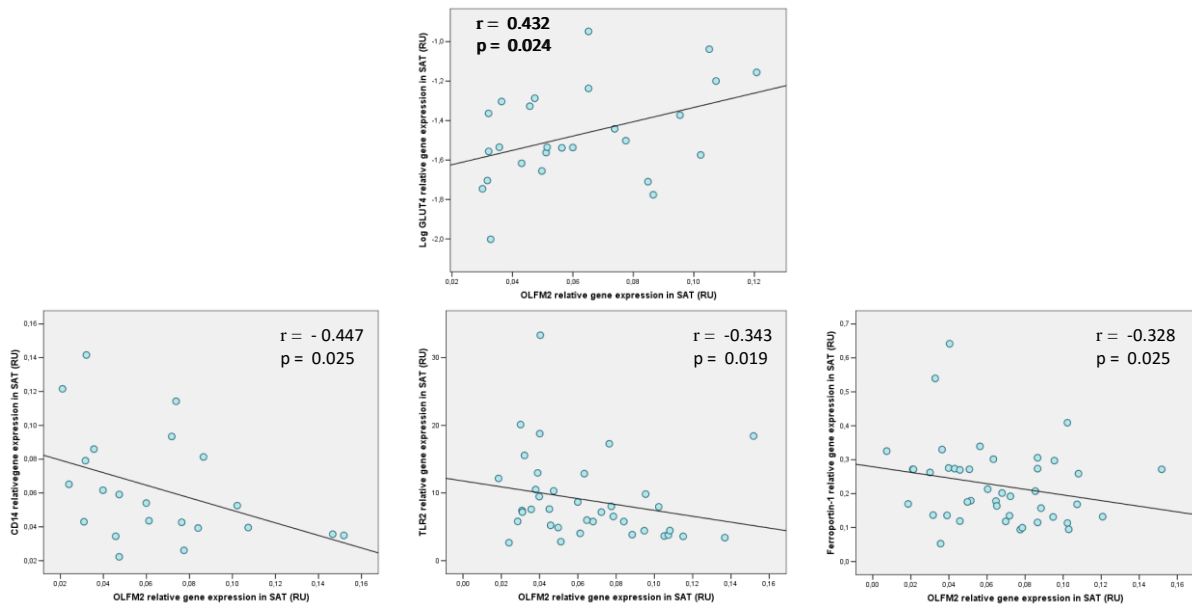 r = 0.432
p = 0.024
Log GLUT4 relative gene expression in SAT (RU)
-1,0
-1,2
-1,4
-1,6
-1,8
-2,0
0,02 0,04 0,06 0,08 0,10 0,12
OLFM2 relative gene expression in SAT (RU)
r = - 0.447
p = 0.025
CD14 relativegene expression in SAT (RU)
0,16
0,14
0,12
0,10
0,08
0,06
0,04
0,02
0,02 0,04 0,06 0,08 0,10 0,12 0,14 0,16
OLFM2 relative gene expression in SAT (RU)
r = -0.343
p = 0.019
TLR2 relative gene expression in SAT (RU)
30
20
10
0
0,00 0,02 0,04 0,06 0,08 0,10 0,12 0,14 0,16
OLFM2 relative gene expression in SAT (RU)
r = -0.328
p = 0.025
Ferroportin-1 relative gene expression in SAT (RU)
0,7
0,6
0,5
0,4
0,3
0,2
0,1
0,0
0,00 0,02 0,04 0,06 0,08 0,10 0,12 0,14 0,16
OLFM2 relative gene expression in SAT (RU)